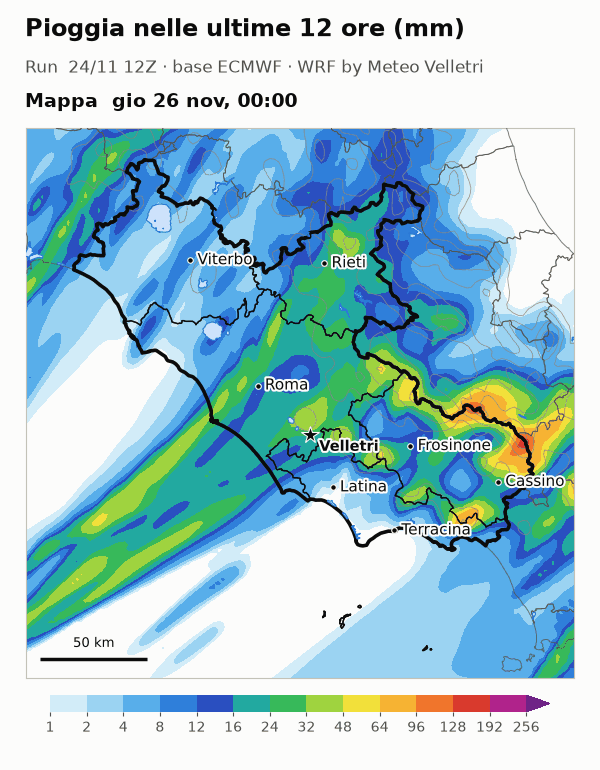 Pioggia nelle ultime 12 ore (mm)
Run 24/11 12Z · base ECMWF · WRF by Meteo Velletri
Mappa gio 26 nov, 00:00
Viterbo
Rieti
Roma
Velletri
Frosinone
Cassino
Latina
Terracina
50 km
1 2 4 8 12 16 24 32 48 64 96 128 192 256